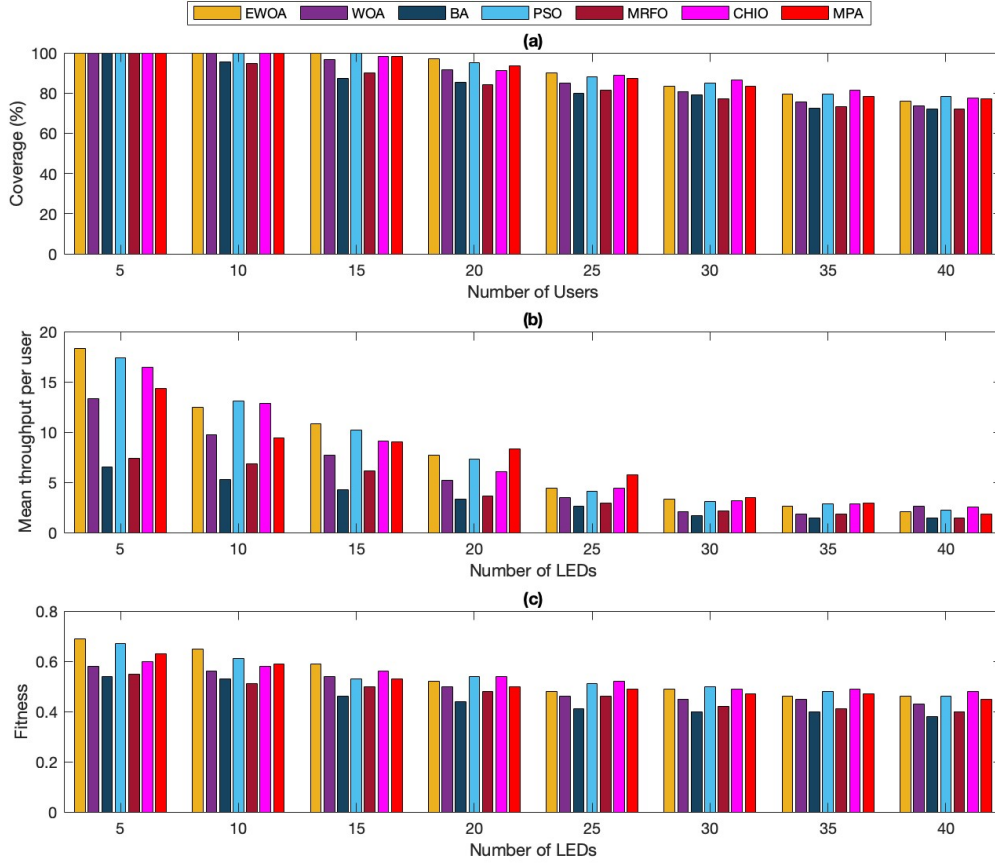 EWOA WOA BA PSO MRFO CHIO MPA
(a)
100
80
60
40
20
0
Coverage (%)
5 10 15 20 25 30 35 40
Number of Users
(b)
20
15
10
5
0
Mean throughput per user
5 10 15 20 25 30 35 40
Number of LEDs
(c)
0.8
0.6
0.4
0.2
0
Fitness
5 10 15 20 25 30 35 40
Number of LEDs